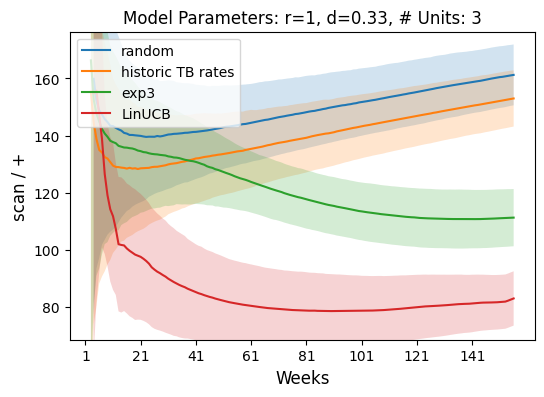 Model Parameters: r=1, d=0.33, # Units: 3
random
historic TB rates
exp3
LinUCB
scan / +
160
140
120
100
80
1 21 41 61 81 101 121 141
Weeks